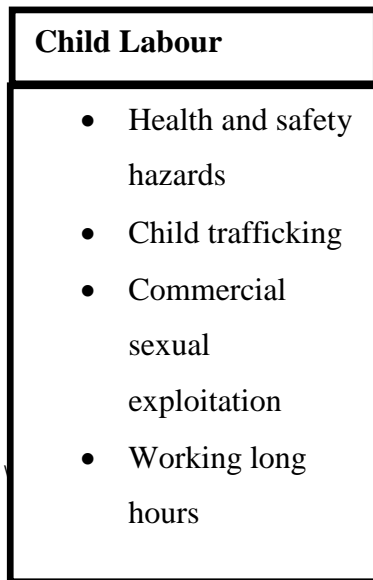 Child Labour
• Health and safety
hazards
• Child trafficking
• Commercial
sexual
exploitation
• Working long
hours